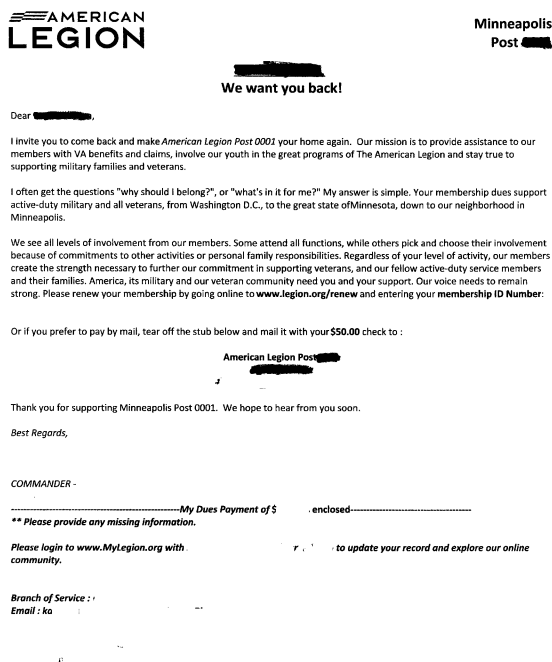 AMERICAN
LEGION
Minneapolis
Post
We want you back!
Dear ,
I invite you to come back and make American Legion Post 0001 your home again. Our mission is to provide assistance to our
members with VA benefits and claims, involve our youth in the great programs of The American Legion and stay true to
supporting military families and veterans.
I often get the questions "why should I belong?", or "what's in it for me?" My answer is simple. Your membership dues support
active-duty military and all veterans, from Washington D.C., to the great state ofMinnesota, down to our neighborhood in
Minneapolis.
We see all levels of involvement from our members. Some attend all functions, while others pick and choose their involvement
because of commitments to other activities or personal family responsibilities. Regardless of your level of activity, our members
create the strength necessary to further our commitment in supporting veterans, and our fellow active-duty service members
and their families. America, its military and our veteran community need you and your support. Our voice needs to remain
strong. Please renew your membership by going online to www.legion.org/renew and entering your membership ID Number:
Or if you prefer to pay by mail, tear off the stub below and mail it with your $50.00 check to :
American Legion Post
Thank you for supporting Minneapolis Post 0001. We hope to hear from you soon.
Best Regards,
COMMANDER -
---My Dues Payment of $ . enclosed---
** Please provide any missing information.
Please login to www.MyLegion.org with to update your record and explore our online
community.
Branch of Service :
Email : ka